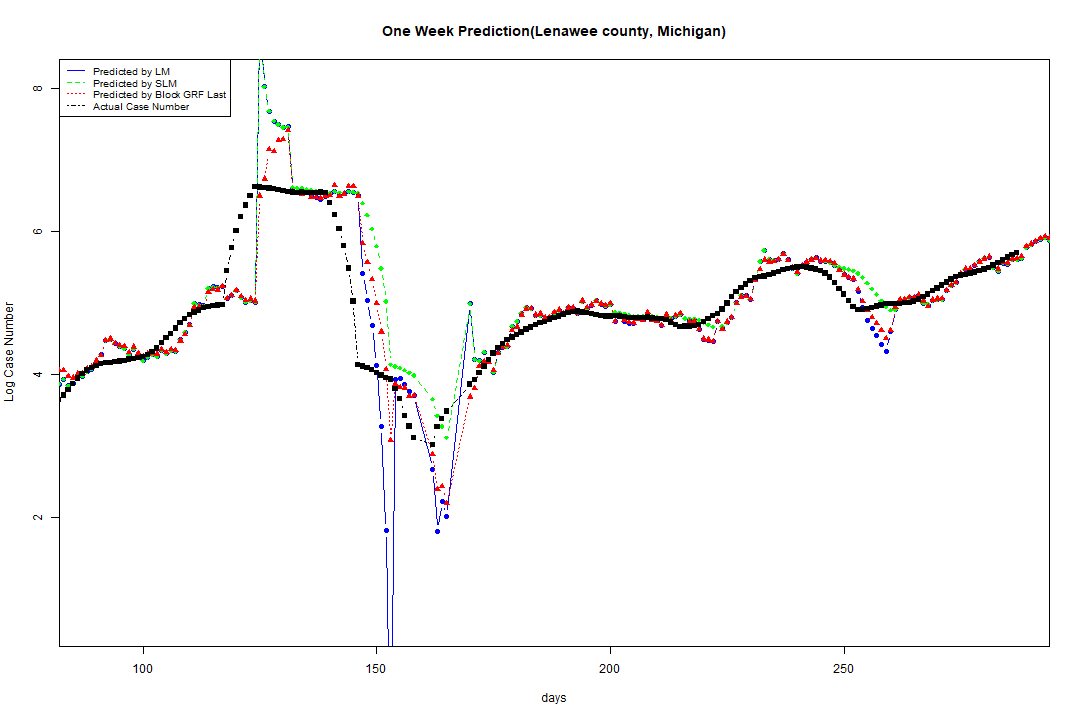 One Week Prediction(Lenawee county, Michigan)
Predicted by LM
Predicted by SLM
Predicted by Block GRF Last
Actual Case Number
8
6
4
2
Log Case Number
100 150 200 250
days